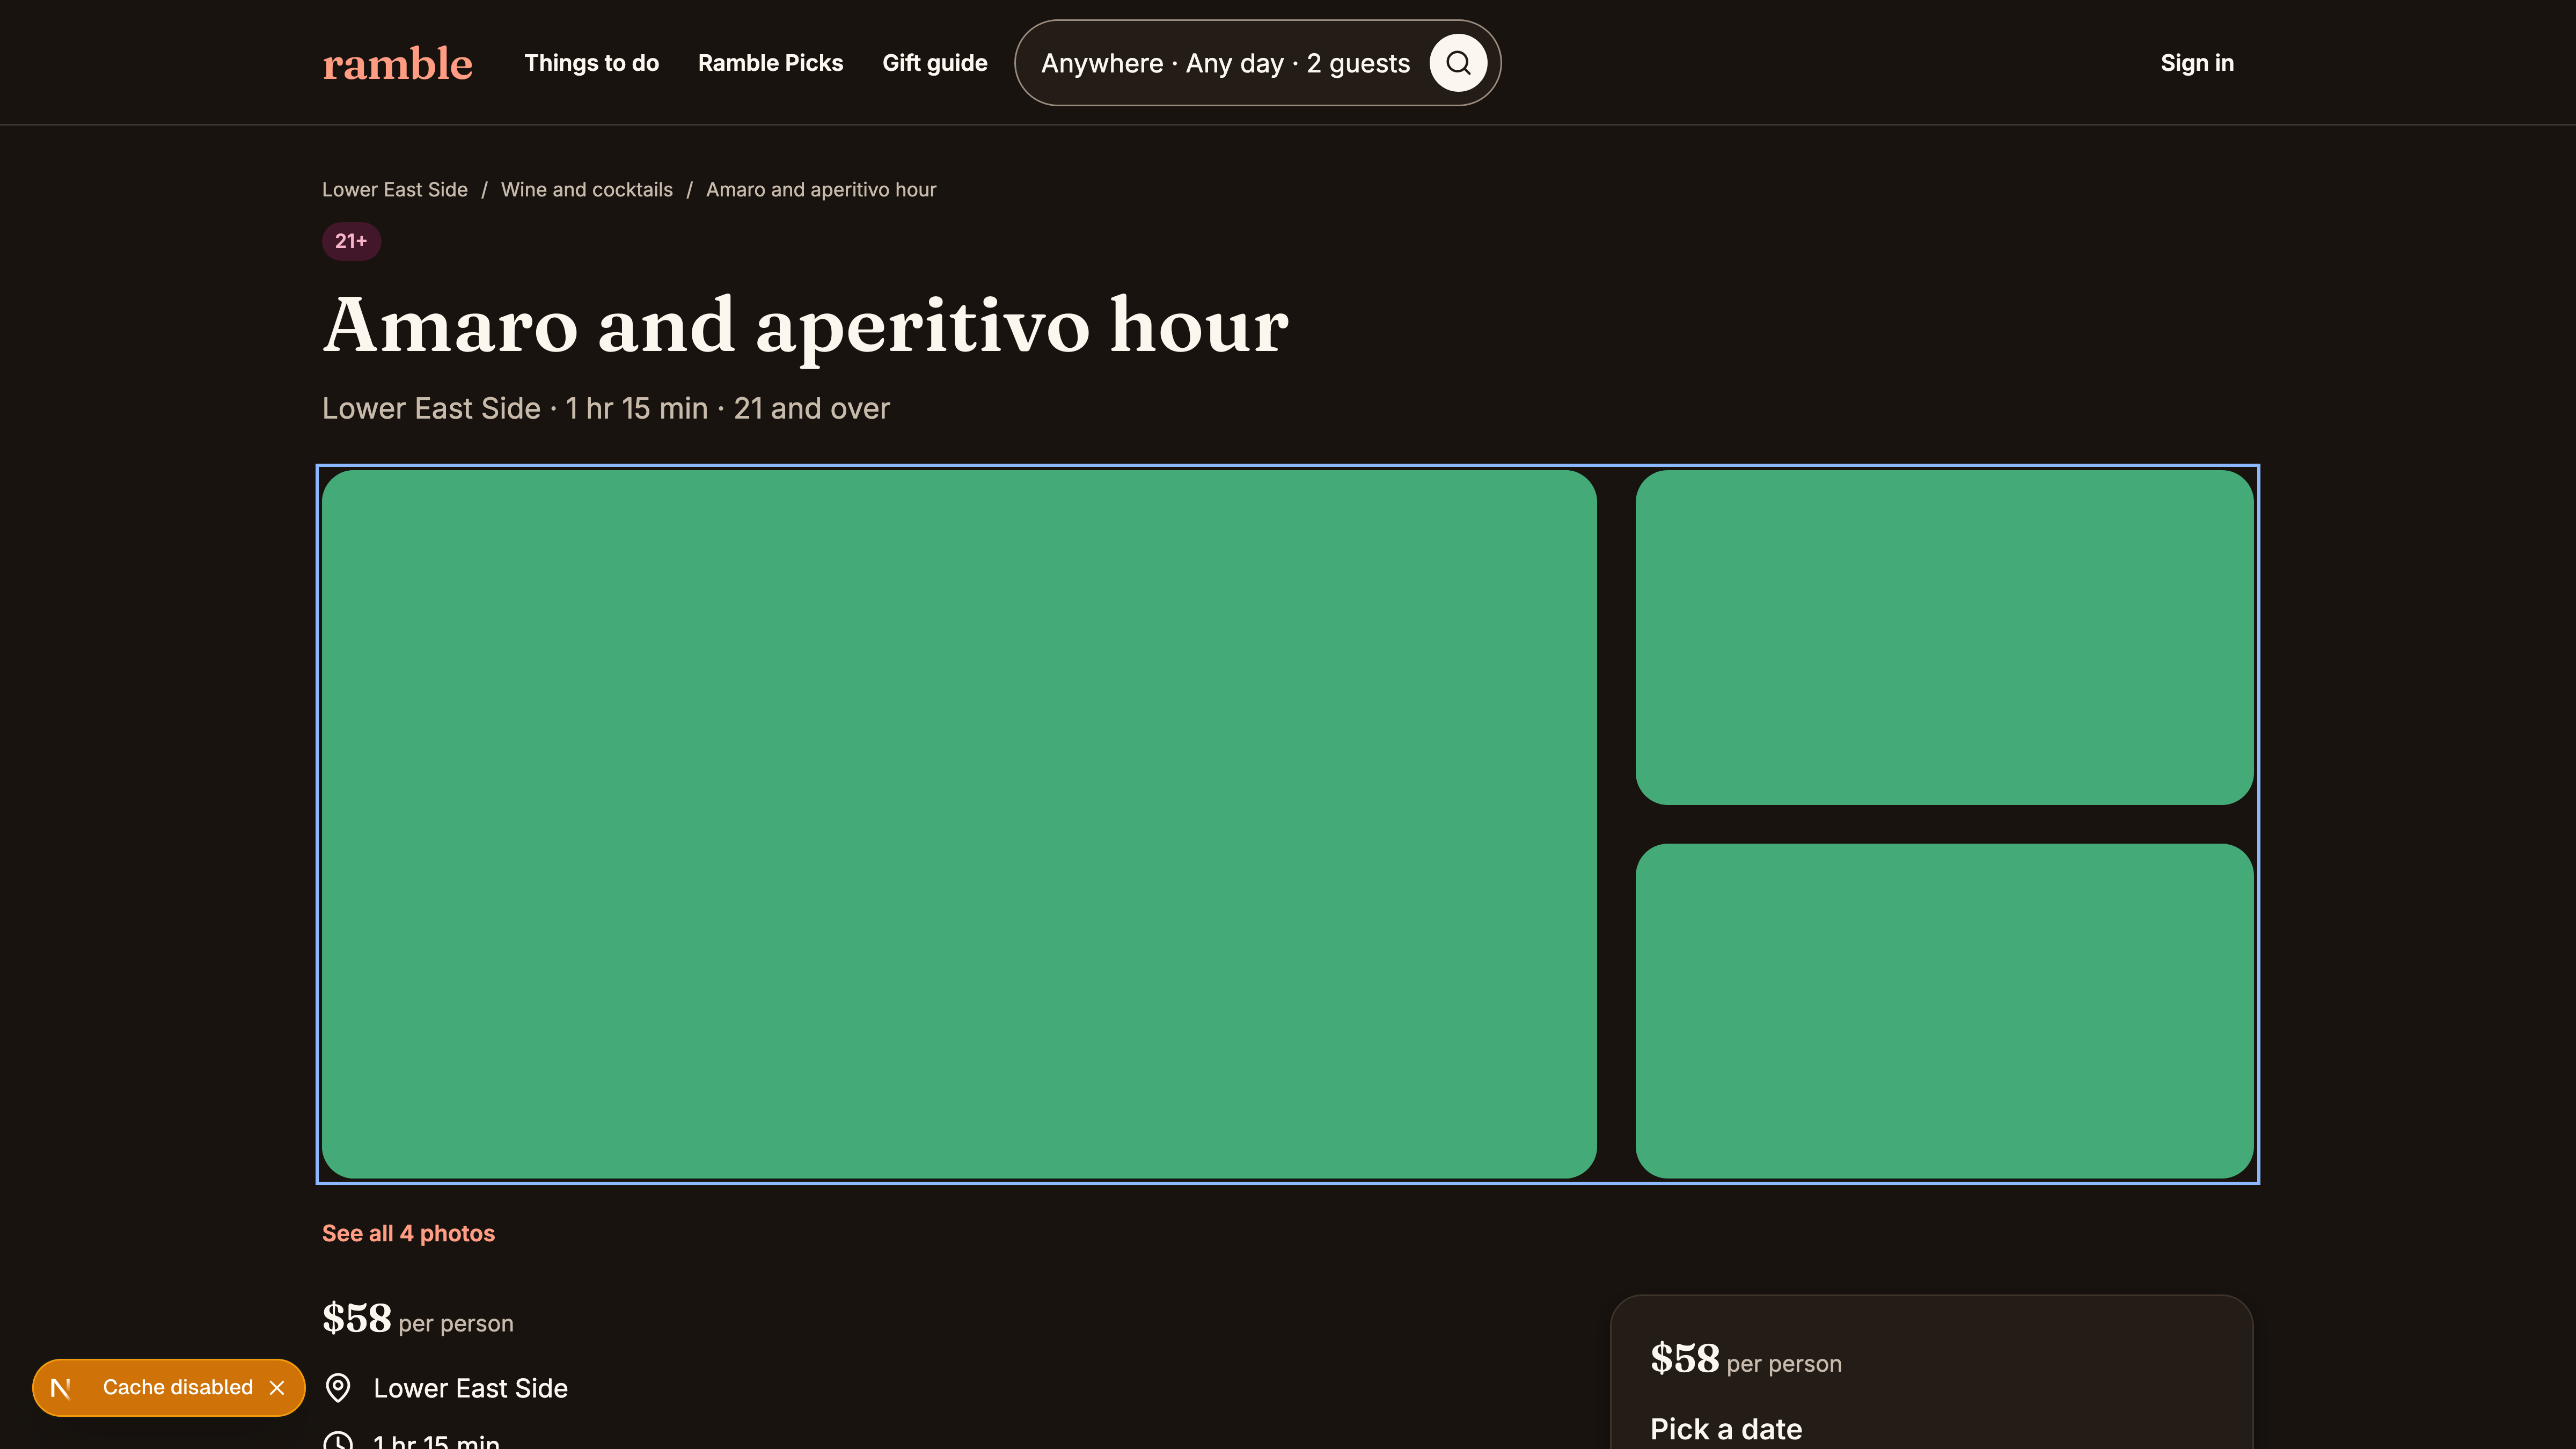 ramble
Things to do
Ramble Picks
Gift guide
Anywhere · Any day · 2 guests
Sign in
Lower East Side / Wine and cocktails / Amaro and aperitivo hour
21+
Amaro and aperitivo hour
Lower East Side · 1 hr 15 min · 21 and over
See all 4 photos
$58 per person
Lower East Side
1 hr 15 min
$58 per person
Pick a date
N Cache disabled